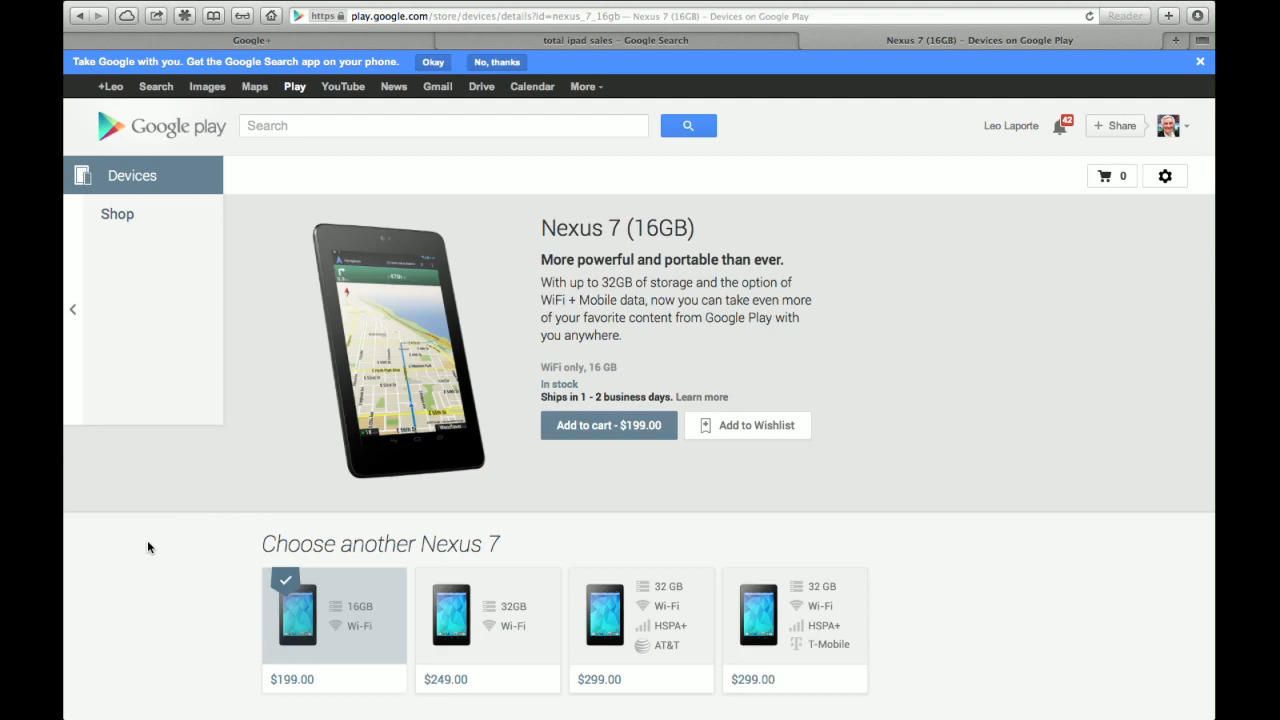 https play.google.com/store/devices/details?id=nexus_7_16gb — Nexus 7 (16GB) – Devices on Google Play
Reader
Google+
total ipad sales – Google Search
Nexus 7 (16GB) – Devices on Google Play
Take Google with you. Get the Google Search app on your phone. Okay No, thanks
+Leo Search Images Maps Play YouTube News Gmail Drive Calendar More
Google play
Search
Leo Laporte
42
+ Share
Devices
0
Shop
Nexus 7 (16GB)
More powerful and portable than ever.
With up to 32GB of storage and the option of
WiFi + Mobile data, now you can take even more
of your favorite content from Google Play with
you anywhere.
WiFi only, 16 GB
In stock
Ships in 1 - 2 business days. Learn more
Add to cart - $199.00
Add to Wishlist
Choose another Nexus 7
16GB
Wi-Fi
$199.00
32GB
Wi-Fi
$249.00
32 GB
Wi-Fi
HSPA+
AT&T
$299.00
32 GB
Wi-Fi
HSPA+
T-Mobile
$299.00